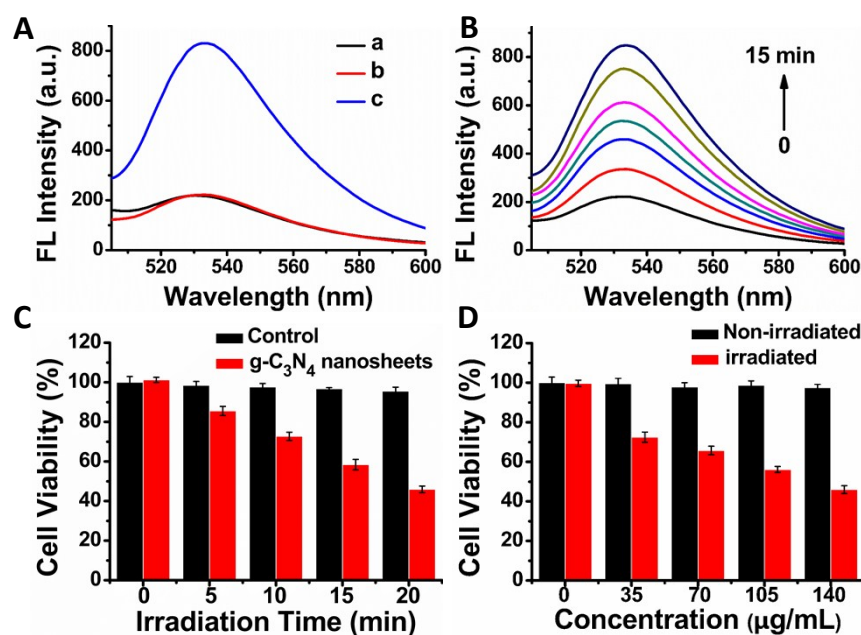 A
800
600
400
200
0
FL Intensity (a.u.)
520 540 560 580 600
Wavelength (nm)
a
b
c
B
1000
800
600
400
200
0
FL Intensity (a.u.)
520 540 560 580 600
Wavelength (nm)
15 min
0
C
120
100
80
60
40
20
0
Cell Viability (%)
0 5 10 15 20
Irradiation Time (min)
Control
g-C₃N₄ nanosheets
D
120
100
80
60
40
20
0
Cell Viability (%)
0 35 70 105 140
Concentration (μg/mL)
Non-irradiated
irradiated